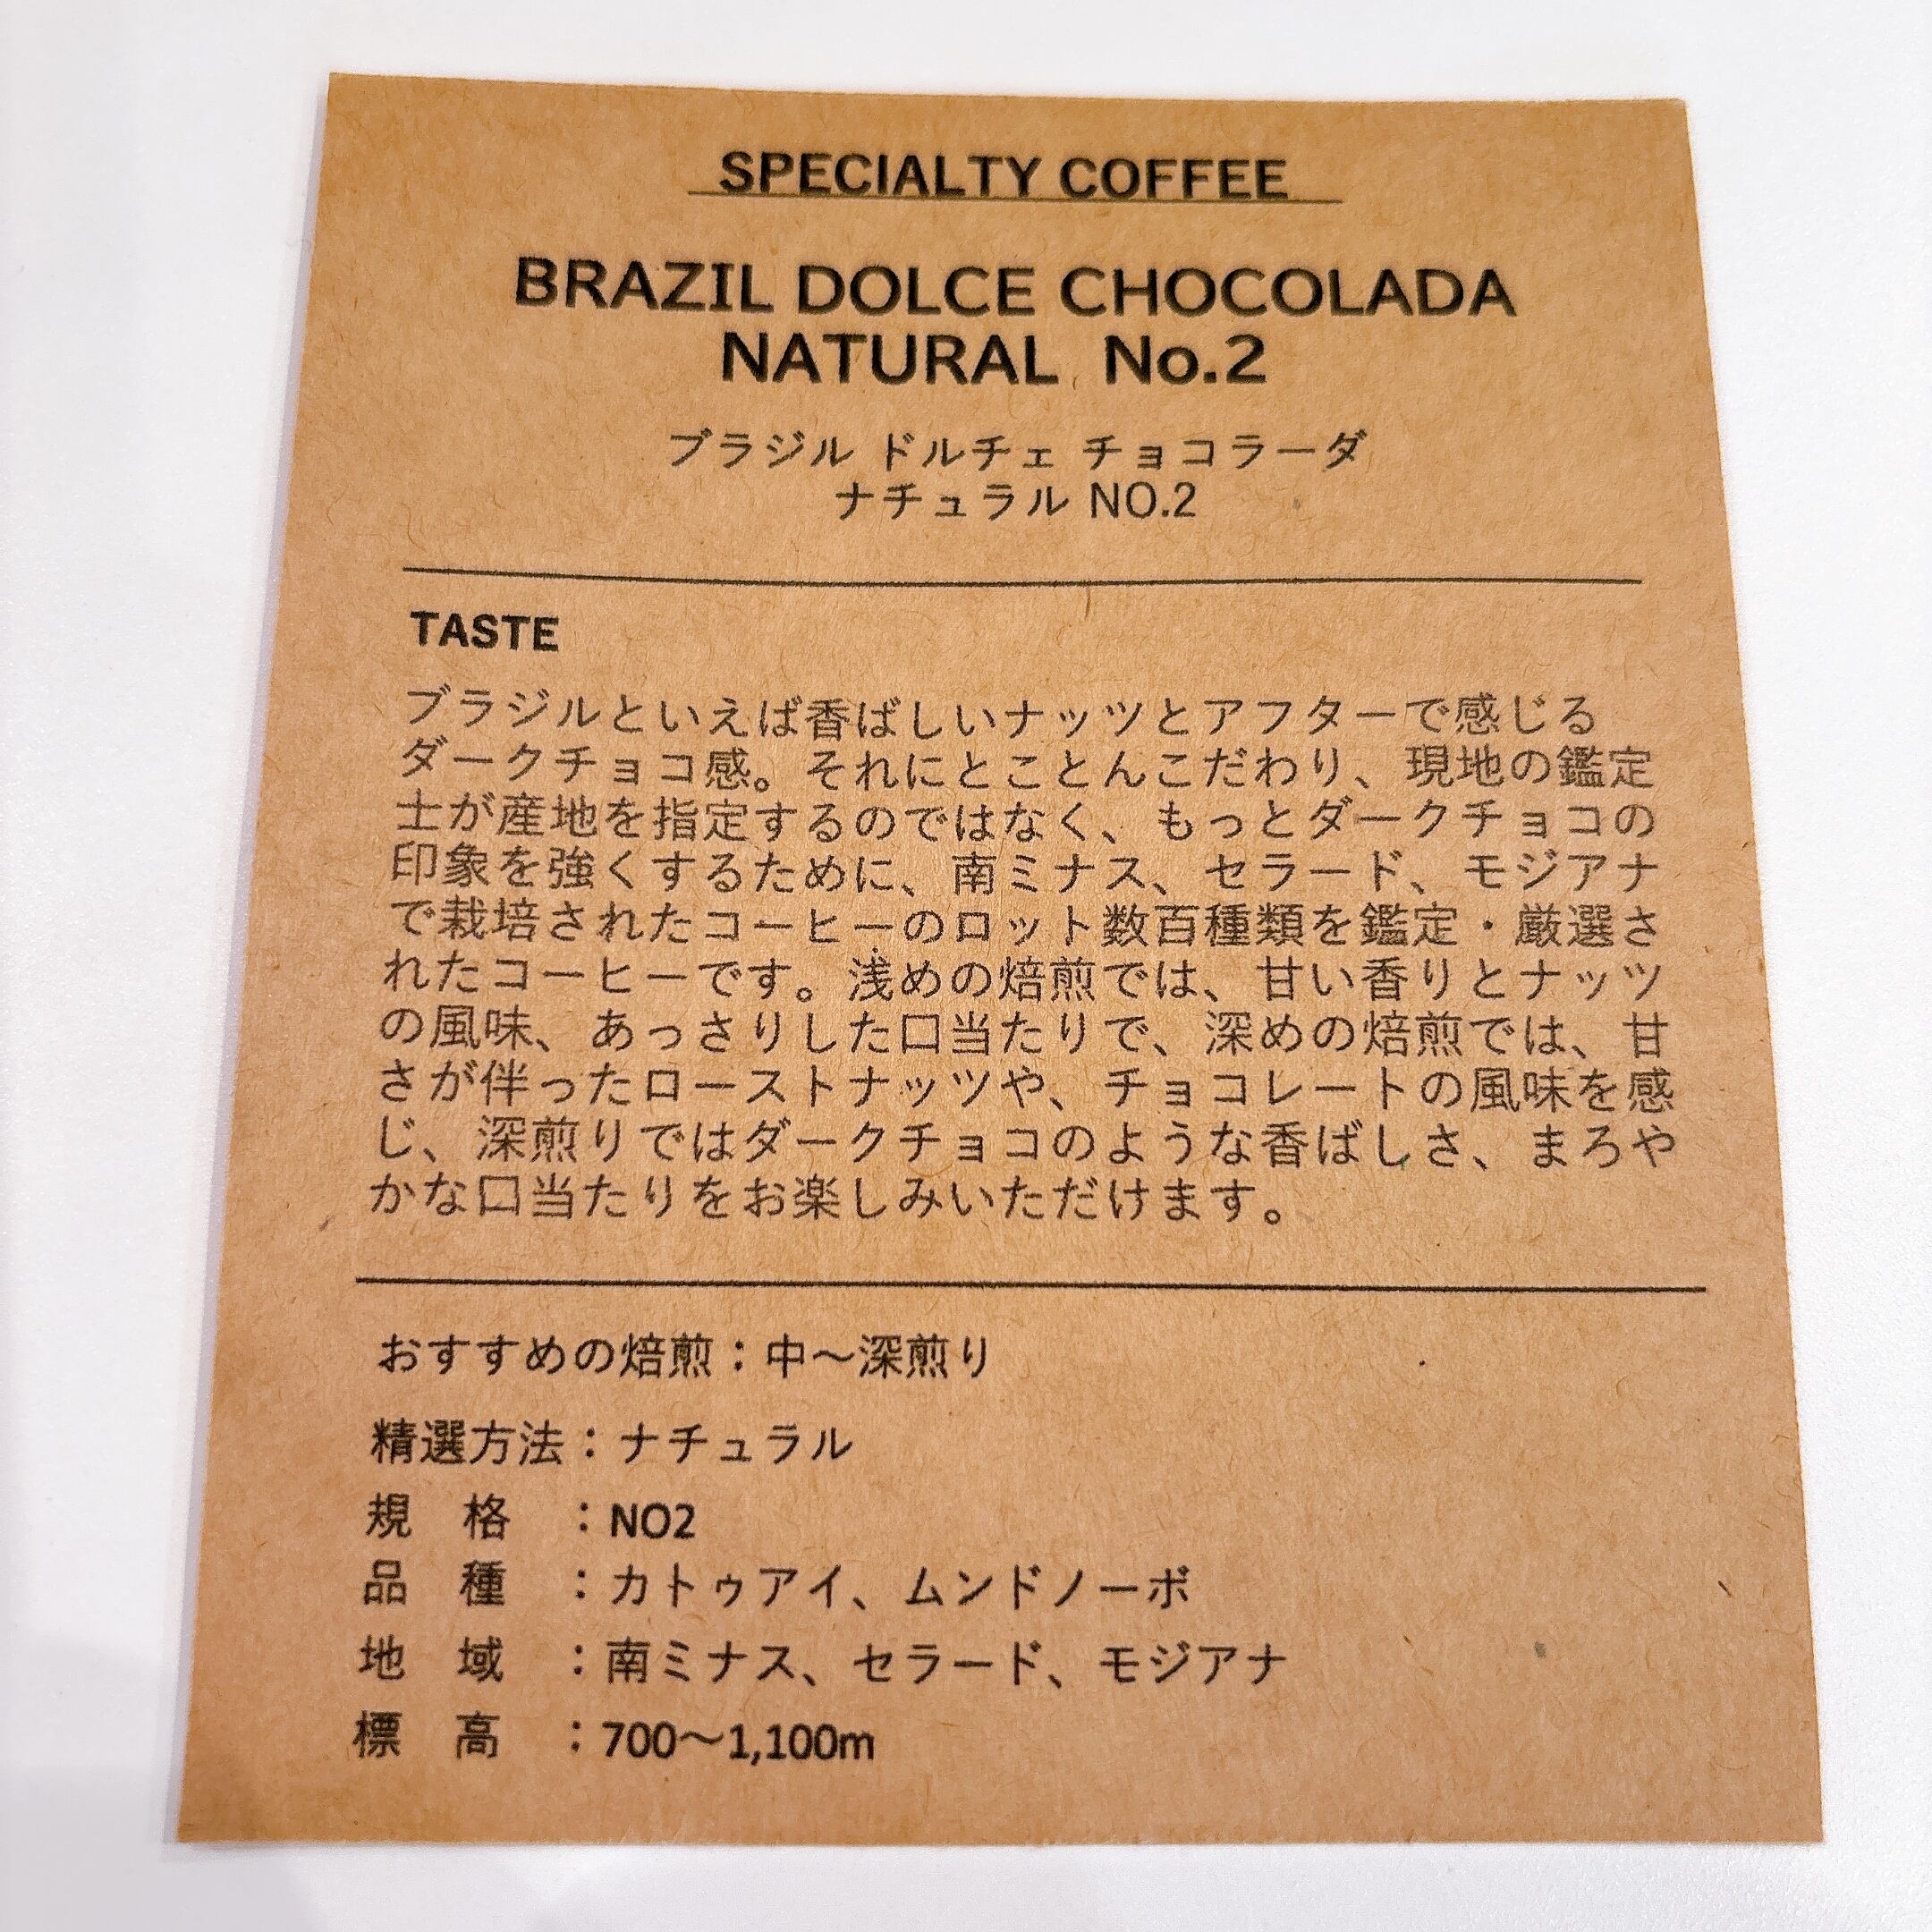 SPECIALTY COFFEE
BRAZIL DOLCE CHOCOLADA
NATURAL No.2
ブラジル ドルチェ チョコラーダ
ナチュラル NO.2
TASTE
ブラジルといえば香ばしいナッツとアフターで感じる
ダークチョコ感。それにとことんこだわり、現地の鑑定
士が産地を指定するのではなく、もっとダークチョコの
印象を強くするために、南ミナス、セラード、モジアナ
で栽培されたコーヒーのロット数百種類を鑑定・厳選さ
れたコーヒーです。浅めの焙煎では、甘い香りとナッツ
の風味、あっさりした口当たりで、深めの焙煎では、甘
さが伴ったローストナッツや、チョコレートの風味を感
じ、深煎りではダークチョコのような香ばしさ、まろや
かな口当たりをお楽しみいただけます。
おすすめの焙煎：中～深煎り
精選方法：ナチュラル
規　格　：NO2
品　種　：カトゥアイ、ムンドノーボ
地　域　：南ミナス、セラード、モジアナ
標　高　：700～1,100m